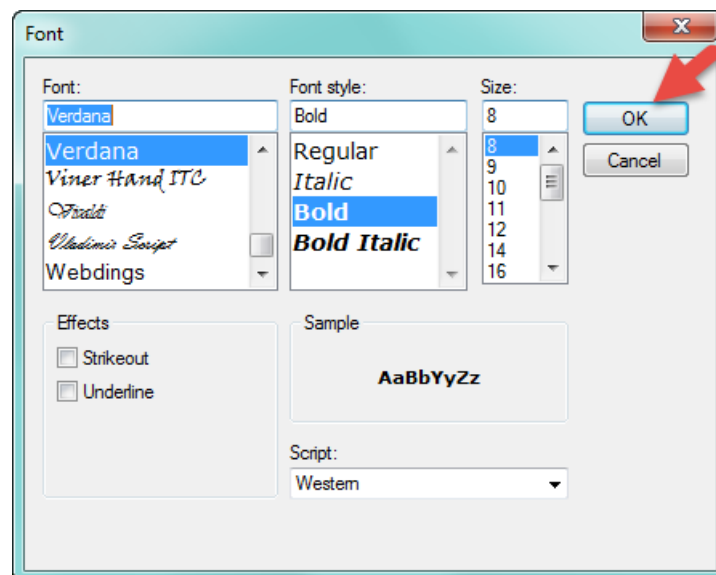 Font
Font:
Verdana
Verdana
Viner Hand ITC
Vivaldi
Vladimir Script
Webdings
Font style:
Bold
Regular
Italic
Bold
Bold Italic
Size:
8
8
9
10
11
12
14
16
OK
Cancel
Effects
Strikeout
Underline
Sample
AaBbYyZz
Script:
Western